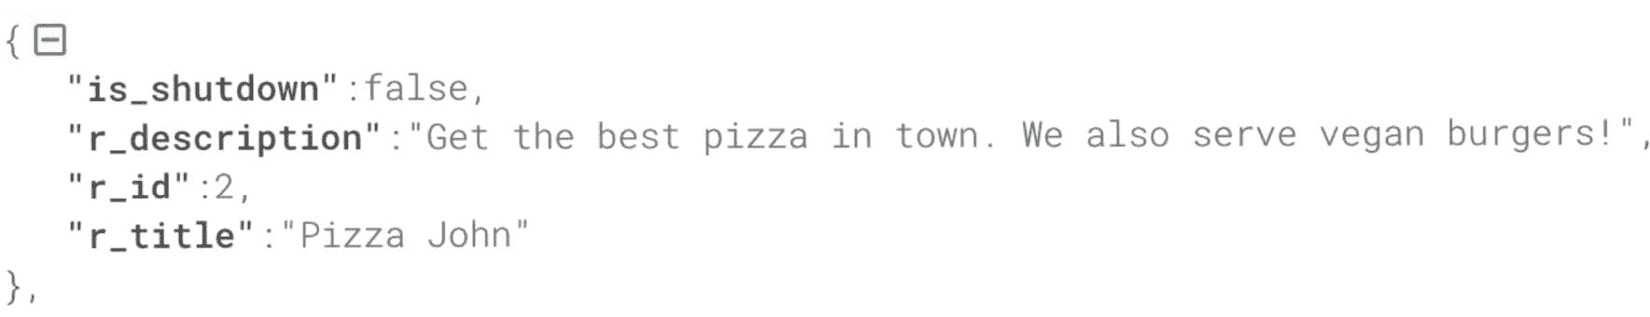 {
"is_shutdown":false,
"r_description":"Get the best pizza in town. We also serve vegan burgers!",
"r_id":2,
"r_title":"Pizza John"
},